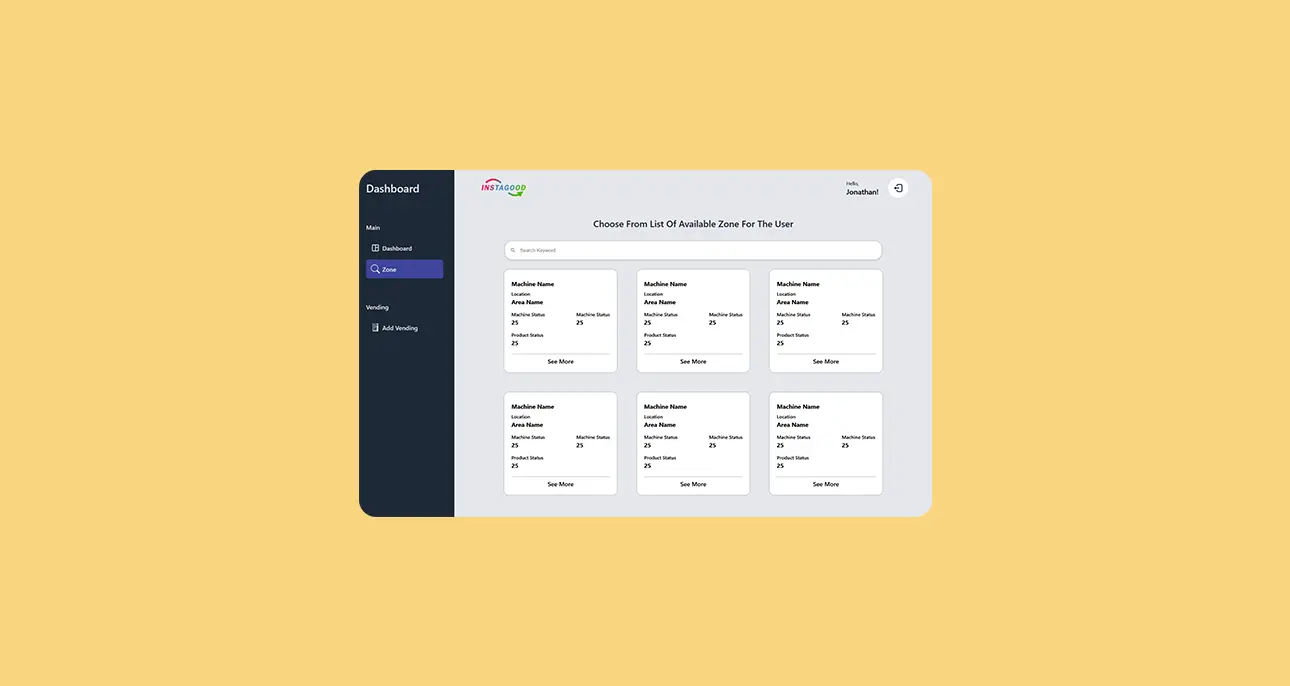 Dashboard
Main
Dashboard
Zone
Vending
Add Vending
INSTAGOOD
Hello,
Jonathan!
Choose From List Of Available Zone For The User
Search Keyword
Machine Name
Location
Area Name
Machine Status Machine Status
25 25
Product Status
25
See More
Machine Name
Location
Area Name
Machine Status Machine Status
25 25
Product Status
25
See More
Machine Name
Location
Area Name
Machine Status Machine Status
25 25
Product Status
25
See More
Machine Name
Location
Area Name
Machine Status Machine Status
25 25
Product Status
25
See More
Machine Name
Location
Area Name
Machine Status Machine Status
25 25
Product Status
25
See More
Machine Name
Location
Area Name
Machine Status Machine Status
25 25
Product Status
25
See More